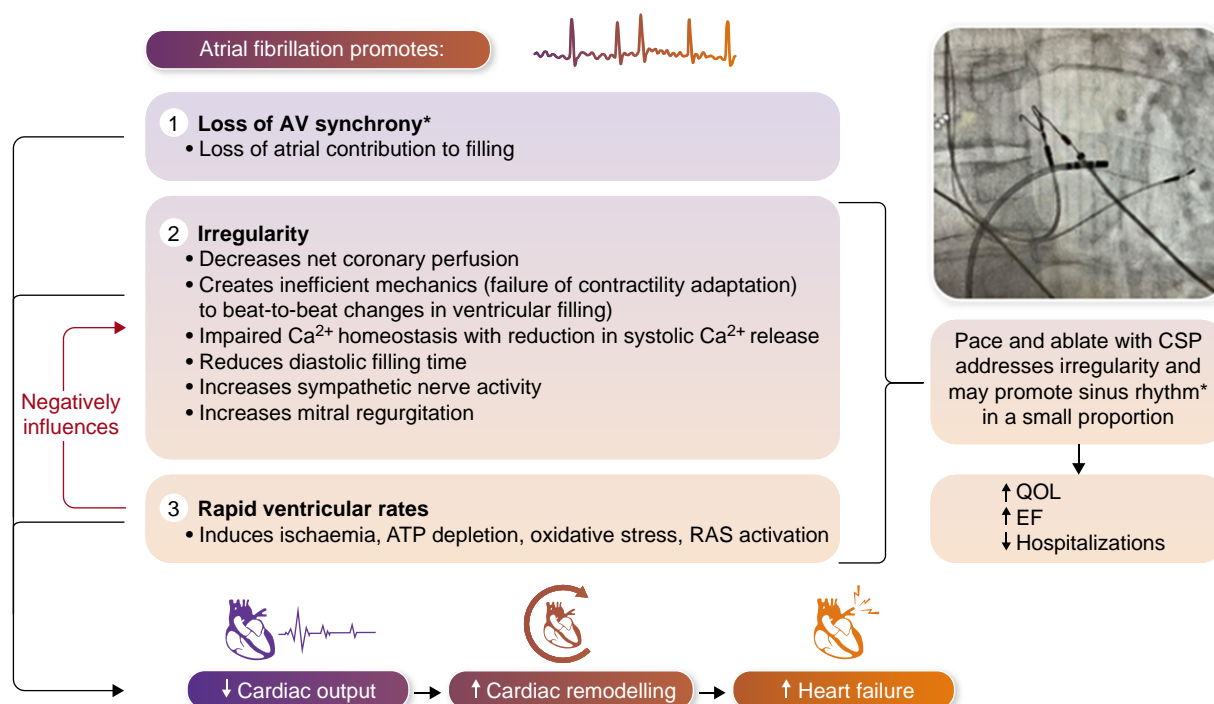 Atrial fibrillation promotes:
1 Loss of AV synchrony*
• Loss of atrial contribution to filling
2 Irregularity
• Decreases net coronary perfusion
• Creates inefficient mechanics (failure of contractility adaptation)
to beat-to-beat changes in ventricular filling)
• Impaired Ca²⁺ homeostasis with reduction in systolic Ca²⁺ release
• Reduces diastolic filling time
• Increases sympathetic nerve activity
• Increases mitral regurgitation
Negatively
influences
3 Rapid ventricular rates
• Induces ischaemia, ATP depletion, oxidative stress, RAS activation
Pace and ablate with CSP
addresses irregularity and
may promote sinus rhythm*
in a small proportion
↑ QOL
↑ EF
↓ Hospitalizations
↓ Cardiac output
↑ Cardiac remodelling
↑ Heart failure